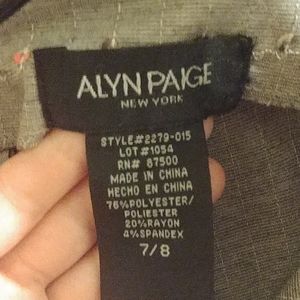 ALYN PAIGE
NEW YORK
STYLE#2279-015
LOT#1054
RN# 87500
MADE IN CHINA
HECHO EN CHINA
76%POLYESTER/
POLIESTER
20%RAYON
4%SPANDEX
7/8